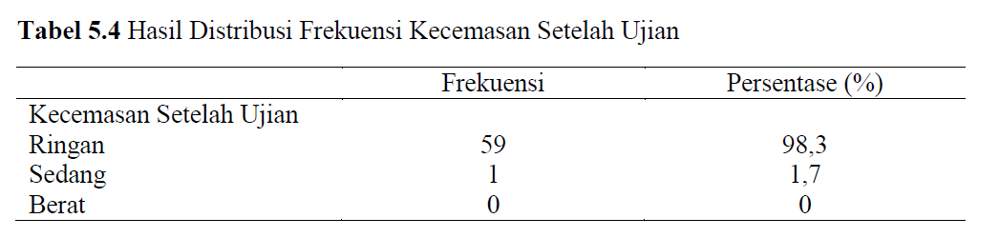 Tabel 5.4 Hasil Distribusi Frekuensi Kecemasan Setelah Ujian
Frekuensi Persentase (%)
Kecemasan Setelah Ujian
Ringan 59 98,3
Sedang 1 1,7
Berat 0 0